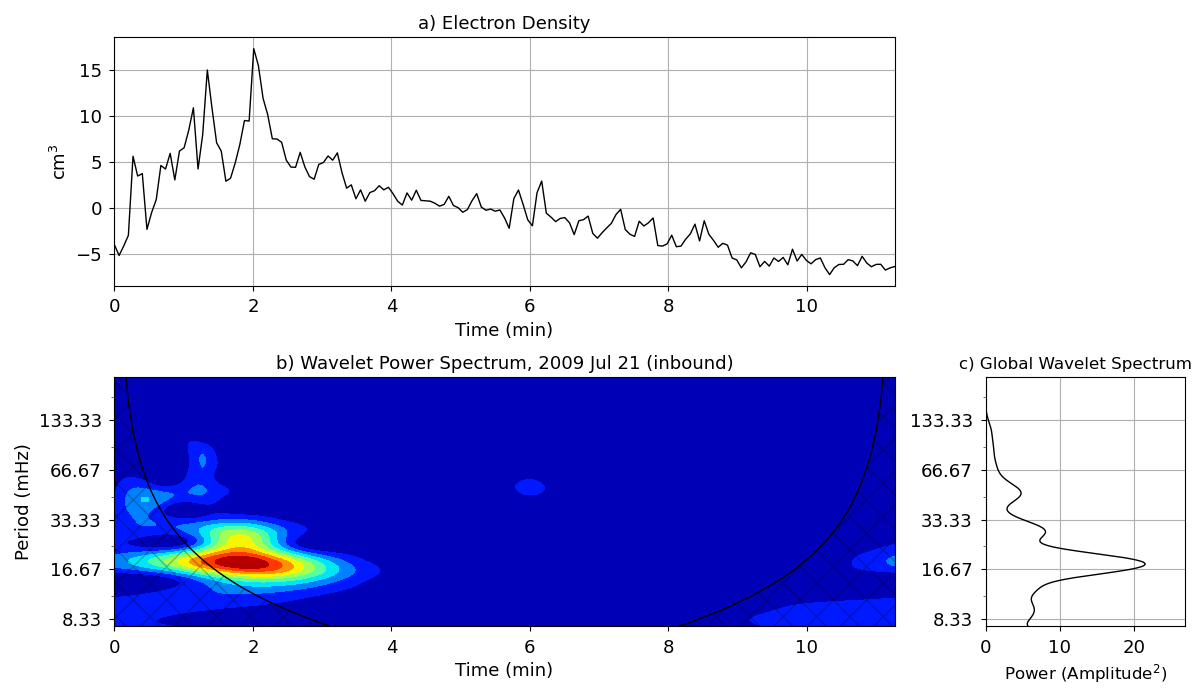 a) Electron Density
15
10
5
0
−5
cm³
0 2 4 6 8 10
Time (min)
b) Wavelet Power Spectrum, 2009 Jul 21 (inbound)
133.33
66.67
33.33
16.67
8.33
Period (mHz)
0 2 4 6 8 10
Time (min)
c) Global Wavelet Spectrum
133.33
66.67
33.33
16.67
8.33
0 10 20
Power (Amplitude²)